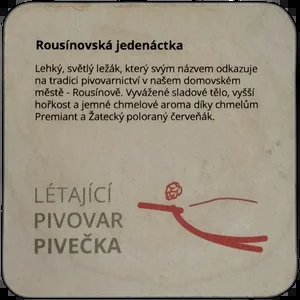 Rousínovská jedenáctka
Lehký, světlý ležák, který svým názvem odkazuje
na tradici pivovarnictví v našem domovském
městě - Rousínově. Vyvážené sladové tělo, vyšší
hořkost a jemné chmelové aroma díky chmelům
Premiant a Žatecký poloraný červeňák.
LÉTAJÍCÍ
PIVOVAR
PIVEČKA